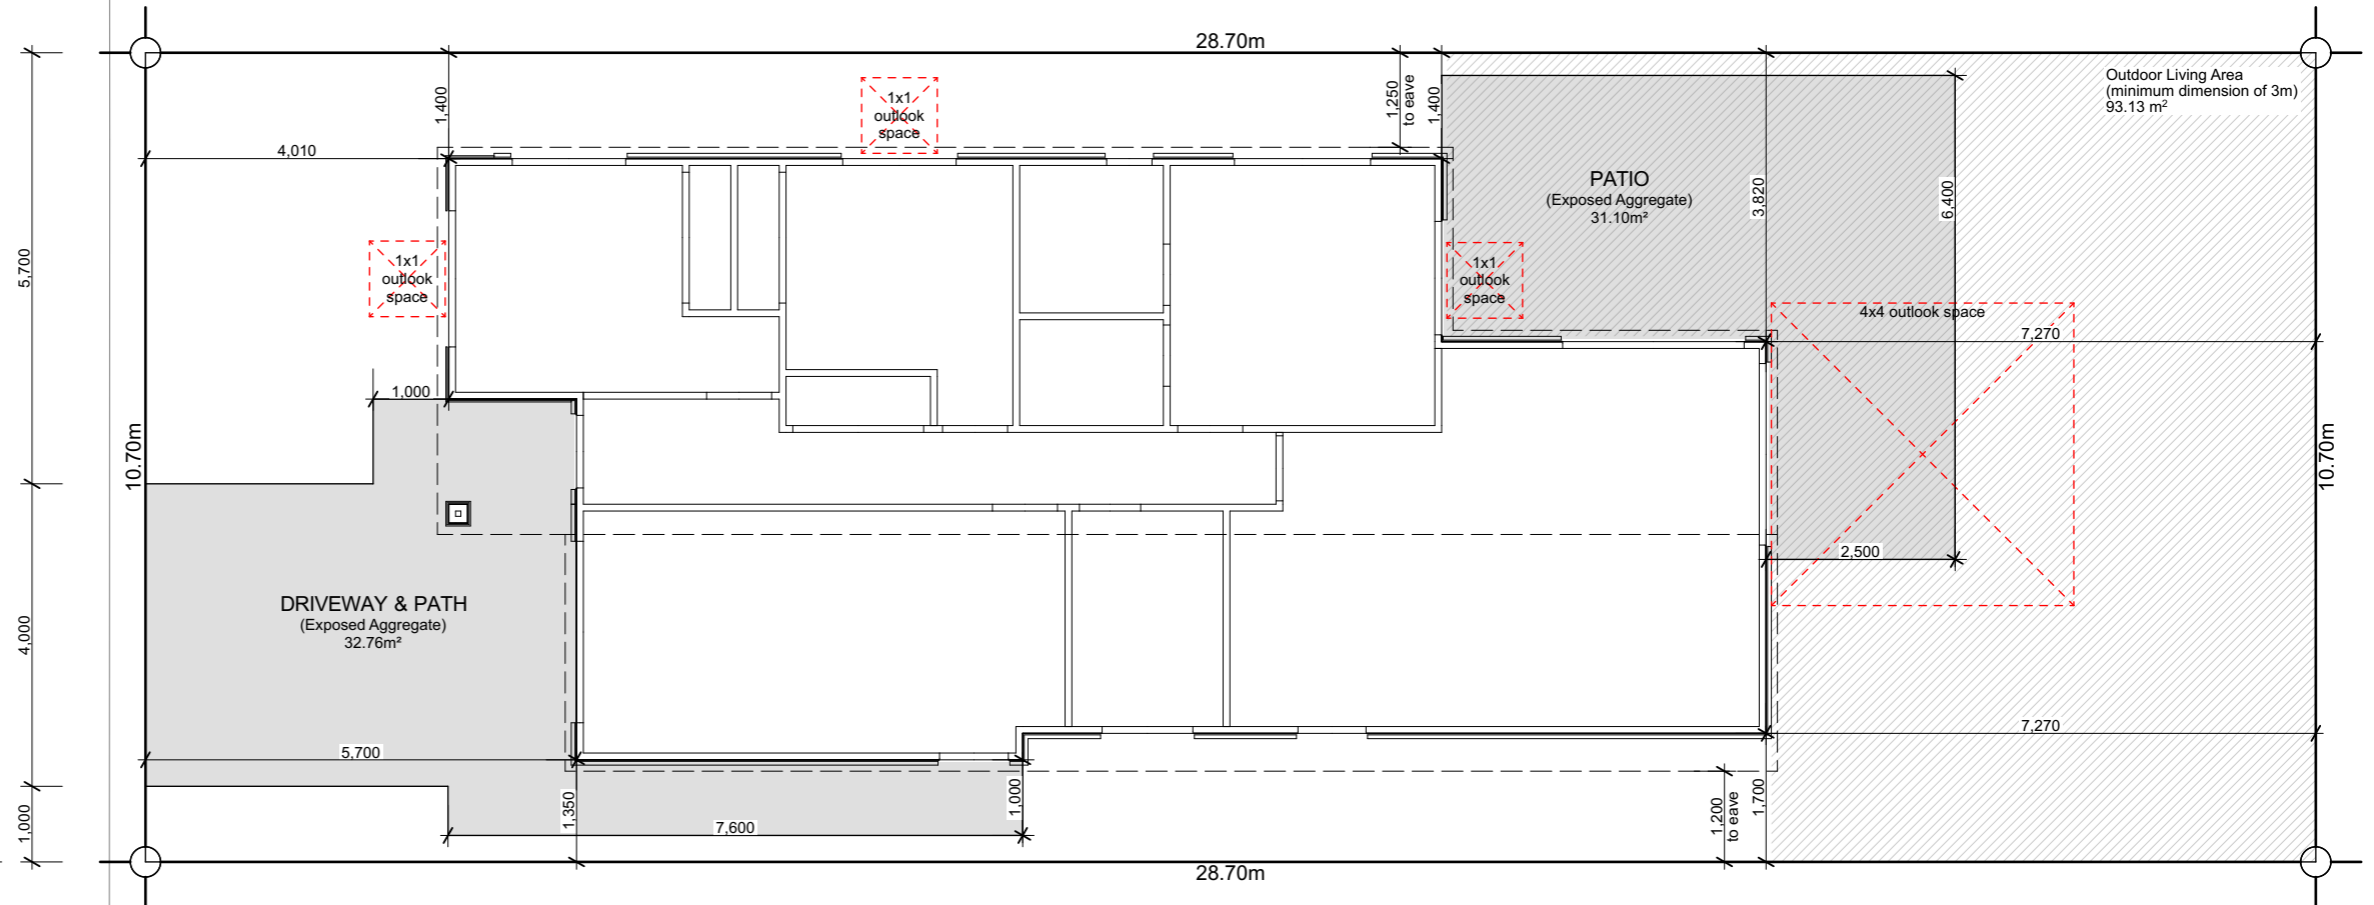 28.70m
Outdoor Living Area
(minimum dimension of 3m)
93.13 m²
1,400
1x1
outlook
space
1,250
to eave
1,400
4,010
PATIO
(Exposed Aggregate)
31.10m²
3,820
6,400
5,700
1x1
outlook
space
1x1
outlook
space
4x4 outlook space
7,270
1,000
10.70m
10.70m
2,500
DRIVEWAY & PATH
(Exposed Aggregate)
32.76m²
4,000
5,700
7,270
1,000
1,350
7,600
1,000
1,200
to eave
1,700
28.70m